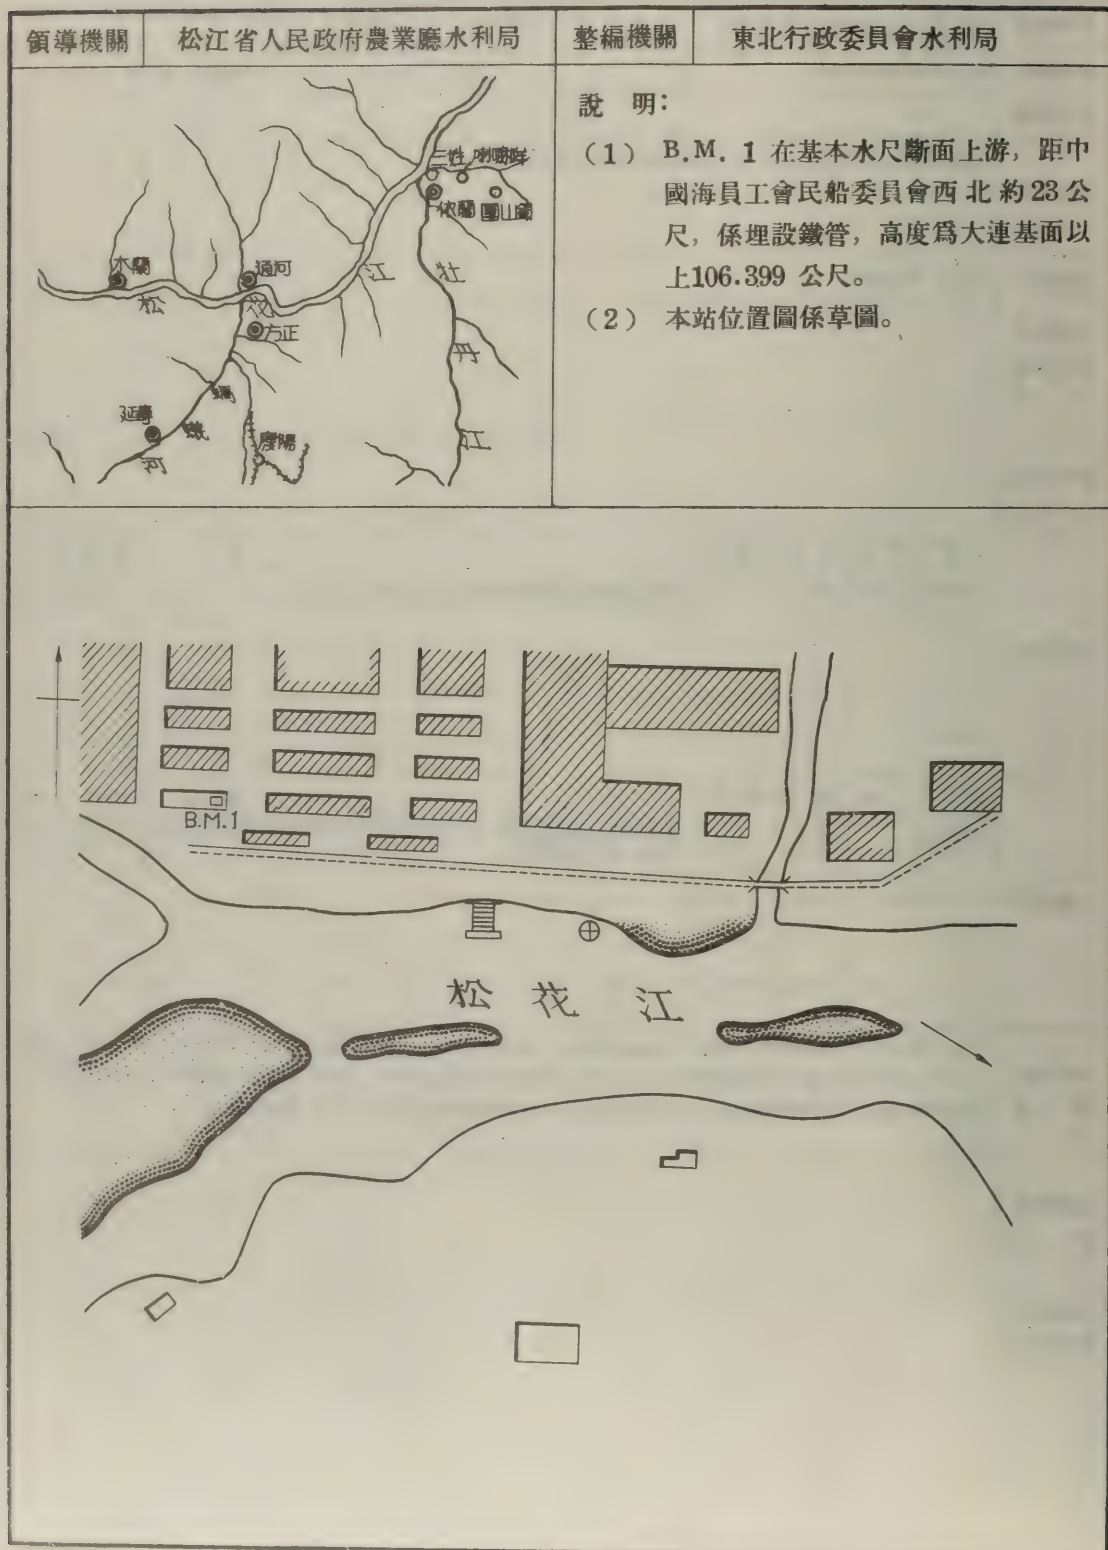 領導機關
松江省人民政府農業廳水利局
整編機關
東北行政委員會水利局
說 明:
(1) B.M. 1 在基本水尺斷面上游, 距中
國海員工會民船委員會西北約23公
尺, 係埋設鐵管, 高度爲大連基面以
上106.399 公尺。
(2) 本站位置圖係草圖。
三姓
依蘭
木蘭
通河
松
花
江
方正
牡
丹
江
延壽
河
B.M.1
松 花 江